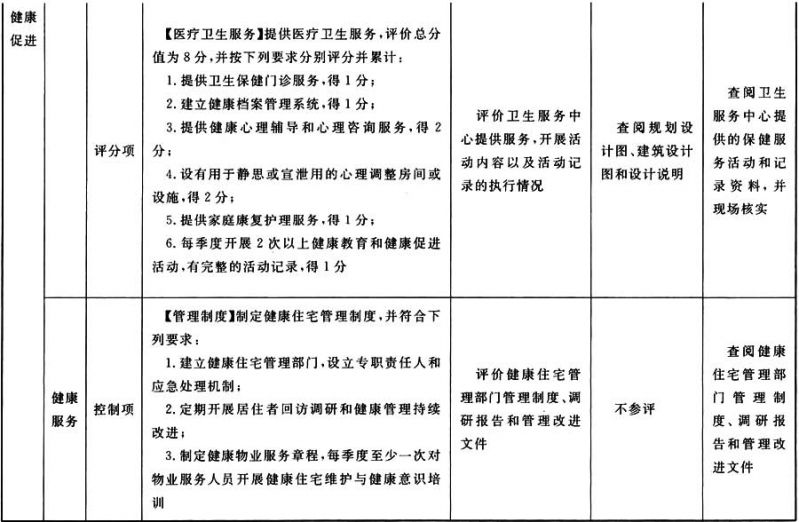 健康
促进
评分项
【医疗卫生服务】提供医疗卫生服务,评价总分
值为8分,并按下列要求分别评分并累计:
1.提供卫生保健门诊服务,得1分;
2.建立健康档案管理系统,得1分;
3.提供健康心理辅导和心理咨询服务,得2
分;
4.设有用于静思或宣泄用的心理调整房间或
设施,得2分;
5.提供家庭康复护理服务,得1分;
6.每季度开展2次以上健康教育和健康促进
活动,有完整的活动记录,得1分
评价卫生服务中
心提供服务,开展活
动内容以及活动记
录的执行情况
查阅规划设
计图、建筑设计
图和设计说明
查阅卫生
服务中心提
供的保健服
务活动和记
录资料,并
现场核实
健康
服务
控制项
【管理制度】制定健康住宅管理制度,并符合下
列要求:
1.建立健康住宅管理部门,设立专职责任人和
应急处理机制;
2.定期开展居住者回访调研和健康管理持续
改进;
3.制定健康物业服务章程,每季度至少一次对
物业服务人员开展健康住宅维护与健康意识培
训
评价健康住宅管
理部门管理制度、调
研报告和管理改进
文件
不参评
查阅健康
住宅管理部
门管理制
度、调研报
告和管理改
进文件